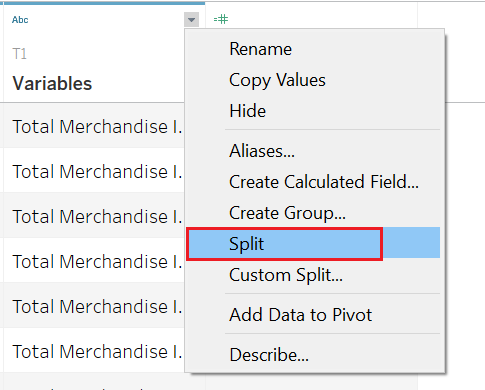 Abc
T1
Variables
Total Merchandise I.
Total Merchandise I.
Total Merchandise I.
Total Merchandise I.
Total Merchandise I.
Total Merchandise I.
Rename
Copy Values
Hide
Aliases...
Create Calculated Field...
Create Group...
Split
Custom Split...
Add Data to Pivot
Describe...